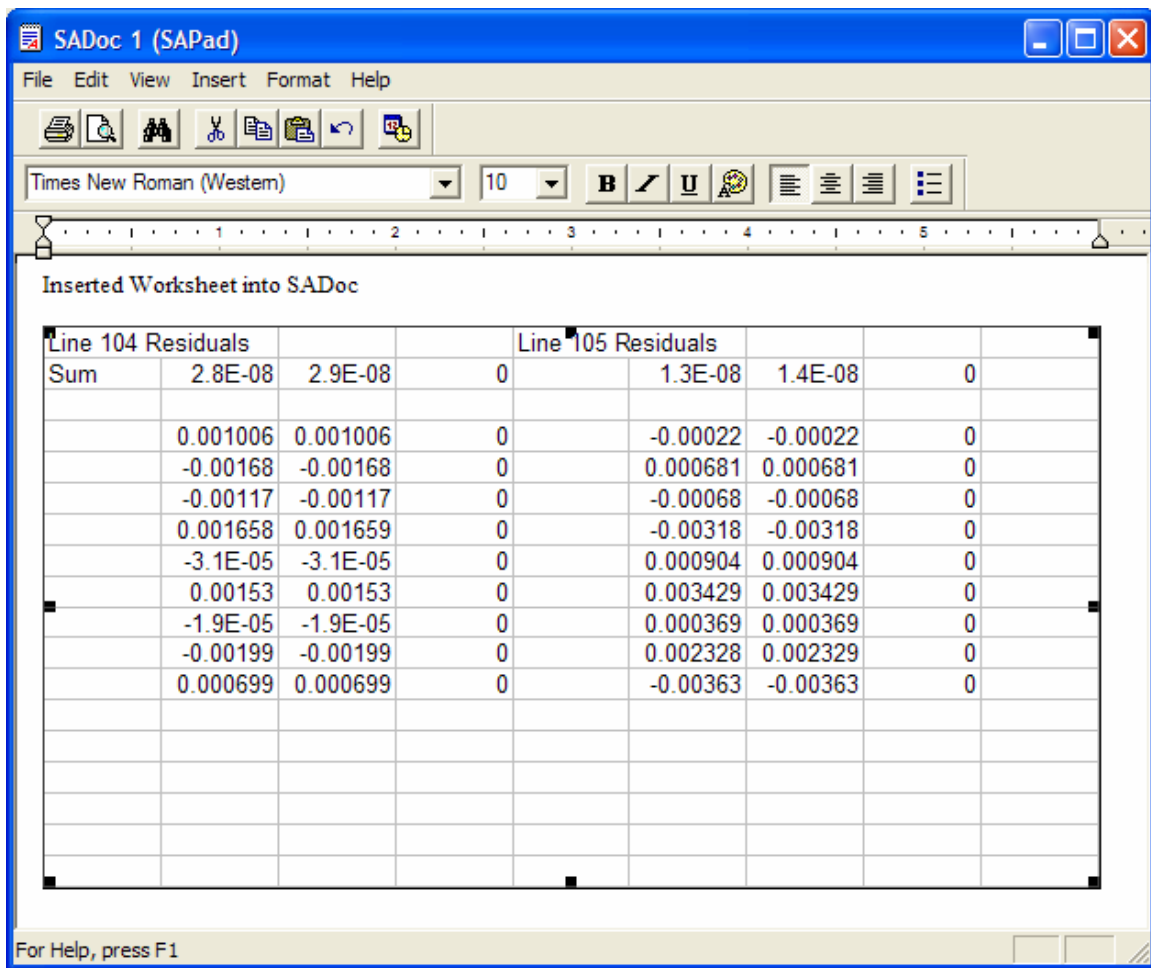 SADoc 1 (SAPad)
File Edit View Insert Format Help
Times New Roman (Western) 10 B I U
1 2 3 4 5
Inserted Worksheet into SADoc
Line 104 Residuals Line 105 Residuals
Sum 2.8E-08 2.9E-08 0 1.3E-08 1.4E-08 0
0.001006 0.001006 0 -0.00022 -0.00022 0
-0.00168 -0.00168 0 0.000681 0.000681 0
-0.00117 -0.00117 0 -0.00068 -0.00068 0
0.001658 0.001659 0 -0.00318 -0.00318 0
-3.1E-05 -3.1E-05 0 0.000904 0.000904 0
0.00153 0.00153 0 0.003429 0.003429 0
-1.9E-05 -1.9E-05 0 0.000369 0.000369 0
-0.00199 -0.00199 0 0.002328 0.002329 0
0.000699 0.000699 0 -0.00363 -0.00363 0
For Help, press F1